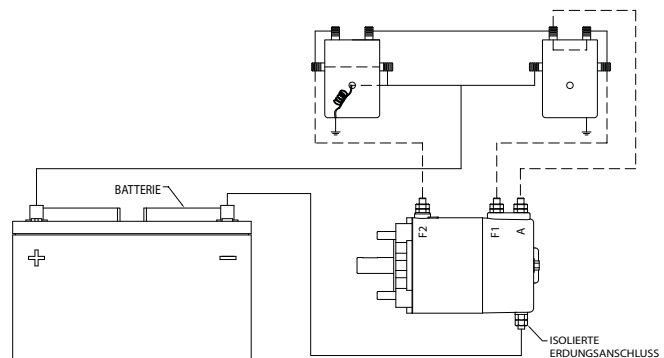 BATTERIE
+
−
F2
F1
A
ISOLIERTE
ERDUNGSANSCHLUSS